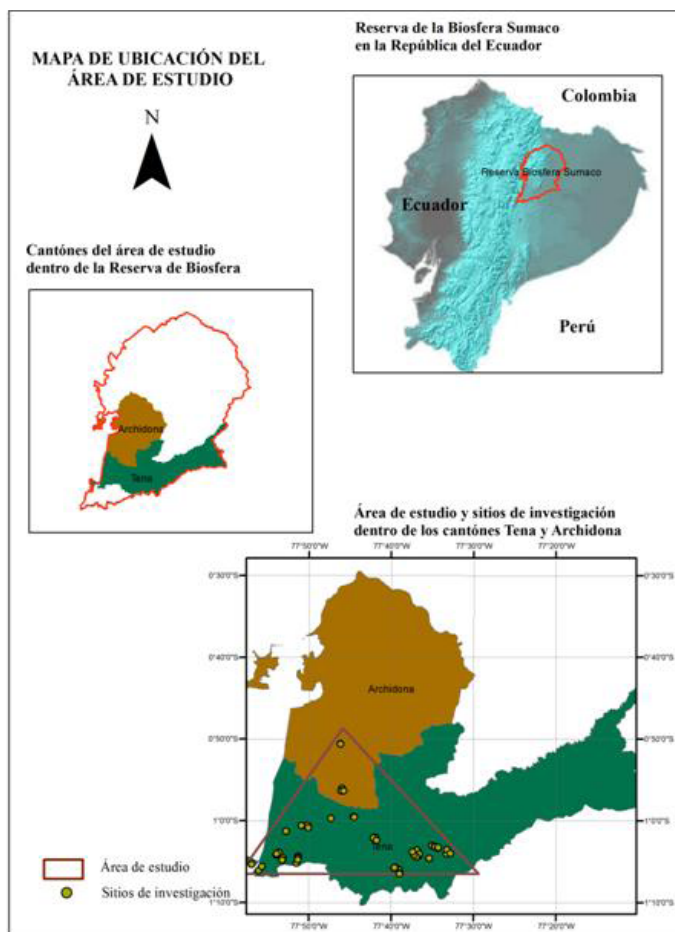 MAPA DE UBICACIÓN DEL
ÁREA DE ESTUDIO
N
Reserva de la Biosfera Sumaco
en la República del Ecuador
Colombia
Reserva Biosfera Sumaco
Ecuador
Perú
Cantónes del área de estudio
dentro de la Reserva de Biosfera
Archidona
Tena
Área de estudio y sitios de investigación
dentro de los cantónes Tena y Archidona
77°50'0"W 77°40'0"W 77°30'0"W 77°20'0"W
0°30'0"S 0°30'0"S
0°40'0"S 0°40'0"S
Archidona
0°50'0"S 0°50'0"S
1°0'0"S 1°0'0"S
Tena
1°10'0"S 1°10'0"S
77°50'0"W 77°40'0"W 77°30'0"W 77°20'0"W
Área de estudio
Sitios de investigación